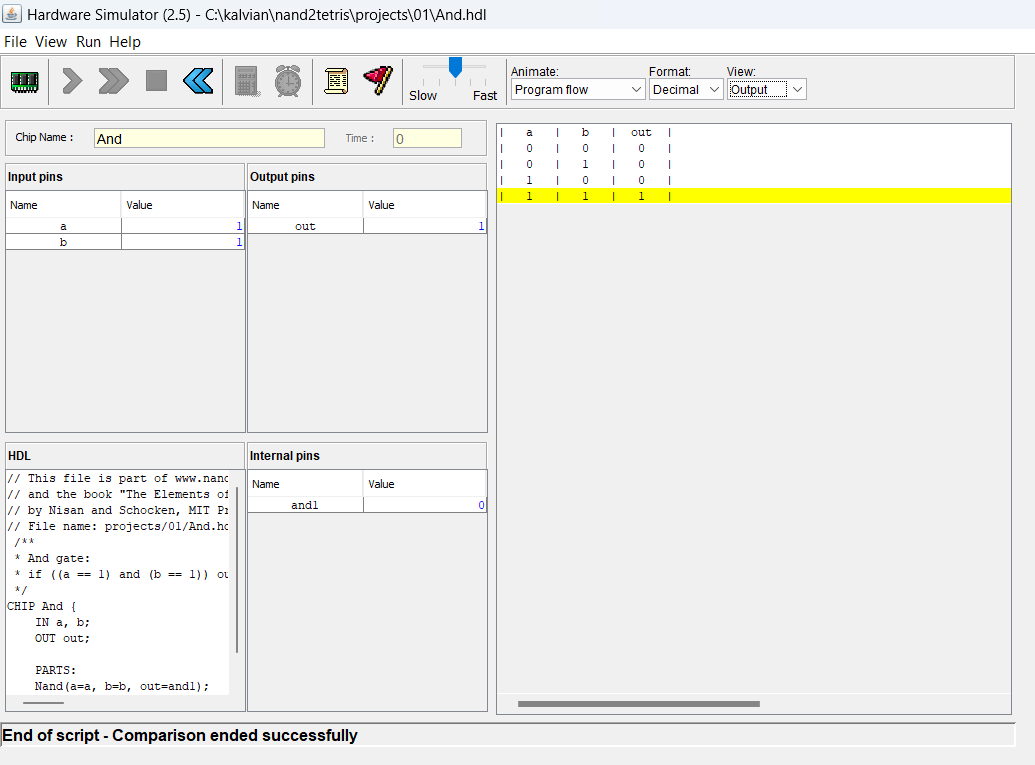 Hardware Simulator (2.5) - C:\kalvian\nand2tetris\projects\01\And.hdl
File View Run Help
Slow Fast
Animate: Format: View:
Program flow Decimal Output
Chip Name : And Time : 0
Input pins
Name Value
a 1
b 1
Output pins
Name Value
out 1
HDL
// This file is part of www.nand
// and the book "The Elements of
// by Nisan and Schocken, MIT Pr
// File name: projects/01/And.hd
/**
* And gate:
* if ((a == 1) and (b == 1)) ou
*/
CHIP And {
IN a, b;
OUT out;
PARTS:
Nand(a=a, b=b, out=and1);
Internal pins
Name Value
and1 0
| a | b | out |
| 0 | 0 | 0 |
| 0 | 1 | 0 |
| 1 | 0 | 0 |
| 1 | 1 | 1 |
End of script - Comparison ended successfully